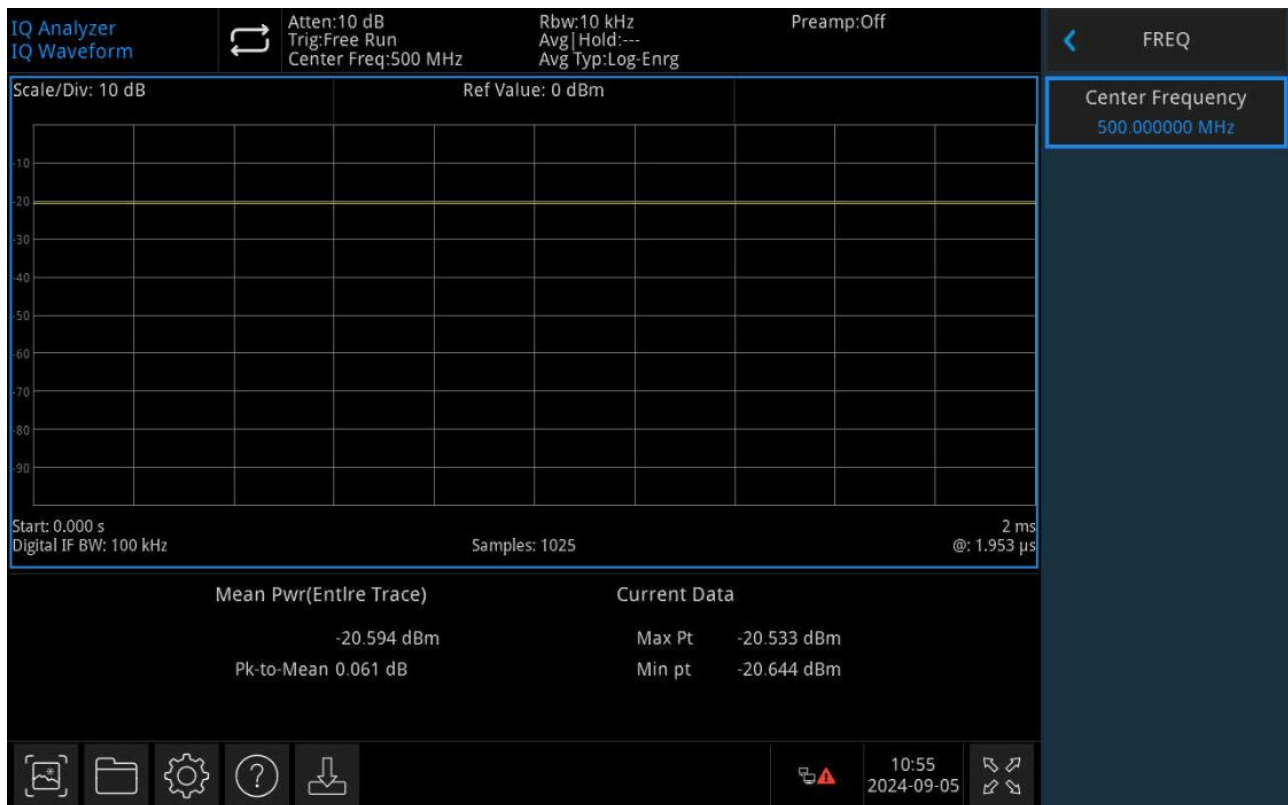 IQ Analyzer
IQ Waveform
Atten:10 dB
Trig:Free Run
Center Freq:500 MHz
Rbw:10 kHz
Avg|Hold:---
Avg Typ:Log-Enrg
Preamp:Off
FREQ
Center Frequency
500.000000 MHz
Scale/Div: 10 dB
Ref Value: 0 dBm
-10
-20
-30
-40
-50
-60
-70
-80
-90
Start: 0.000 s
2 ms
Digital IF BW: 100 kHz
Samples: 1025
@: 1.953 μs
Mean Pwr(EntIre Trace)
Current Data
-20.594 dBm
Max Pt -20.533 dBm
Pk-to-Mean 0.061 dB
Min pt -20.644 dBm
10:55
2024-09-05